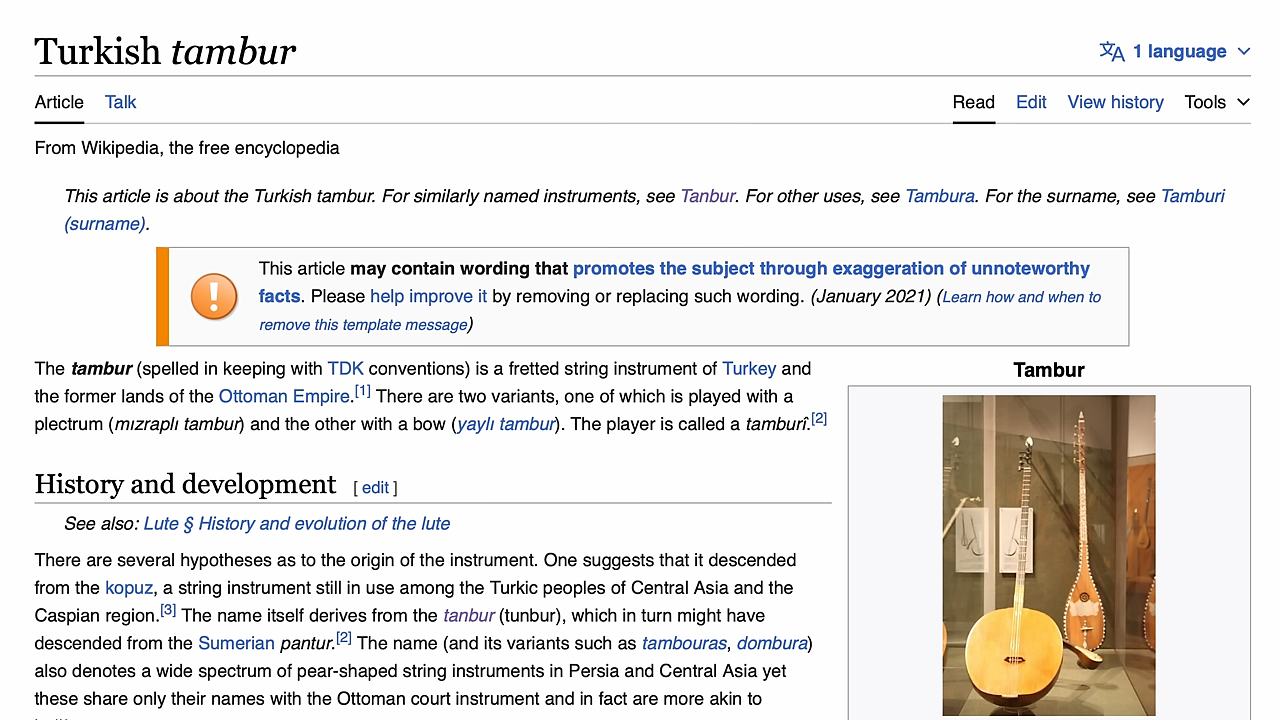 Turkish tambur
文A 1 language
Article Talk Read Edit View history Tools
From Wikipedia, the free encyclopedia
This article is about the Turkish tambur. For similarly named instruments, see Tanbur. For other uses, see Tambura. For the surname, see Tamburi
(surname).
This article may contain wording that promotes the subject through exaggeration of unnoteworthy
facts. Please help improve it by removing or replacing such wording. (January 2021) (Learn how and when to
remove this template message)
The tambur (spelled in keeping with TDK conventions) is a fretted string instrument of Turkey and
the former lands of the Ottoman Empire.[1] There are two variants, one of which is played with a
plectrum (mızraplı tambur) and the other with a bow (yaylı tambur). The player is called a tamburî.[2]
Tambur
History and development [ edit ]
See also: Lute § History and evolution of the lute
There are several hypotheses as to the origin of the instrument. One suggests that it descended
from the kopuz, a string instrument still in use among the Turkic peoples of Central Asia and the
Caspian region.[3] The name itself derives from the tanbur (tunbur), which in turn might have
descended from the Sumerian pantur.[2] The name (and its variants such as tambouras, dombura)
also denotes a wide spectrum of pear-shaped string instruments in Persia and Central Asia yet
these share only their names with the Ottoman court instrument and in fact are more akin to